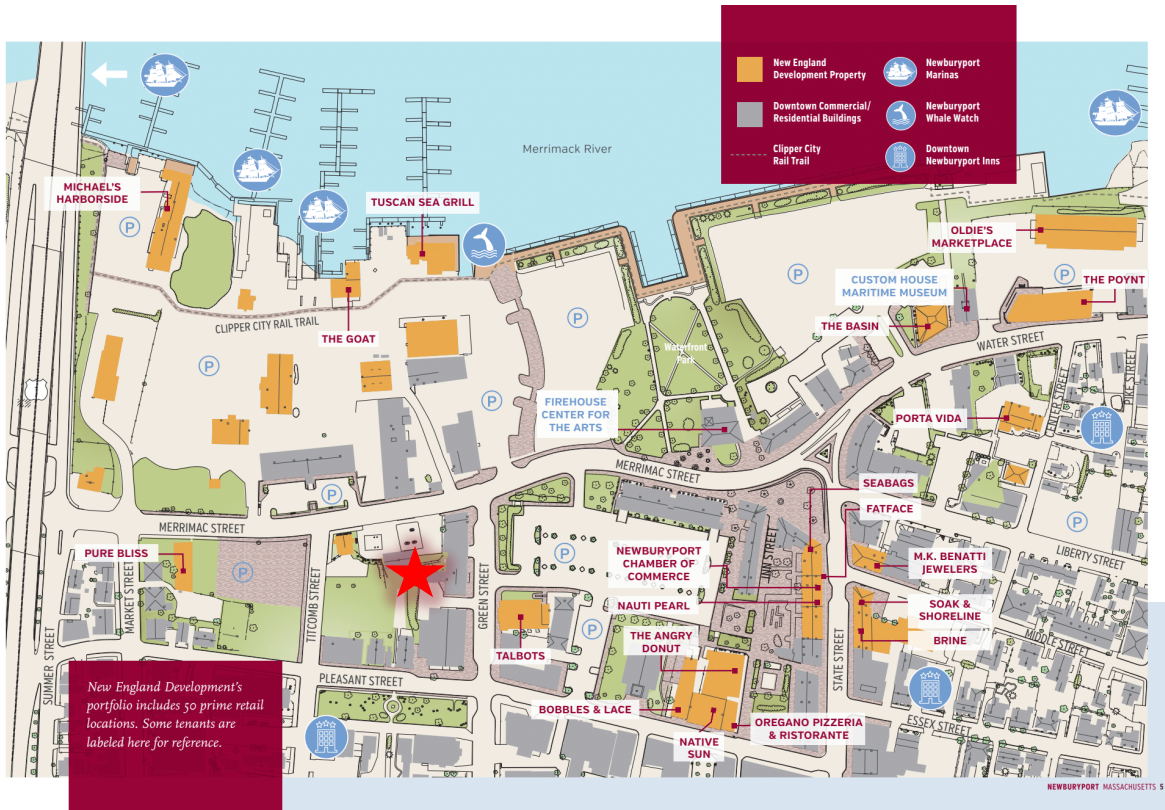 New England
Development Property
Newburyport
Marinas
Downtown Commercial/
Residential Buildings
Newburyport
Whale Watch
Clipper City
Rail Trail
Downtown
Newburyport Inns
Merrimack River
MICHAEL'S
HARBORSIDE
P
TUSCAN SEA GRILL
OLDIE'S
MARKETPLACE
P
P
CUSTOM HOUSE
MARITIME MUSEUM
THE POYNT
THE BASIN
CLIPPER CITY RAIL TRAIL
THE GOAT
P
Waterfront
Park
WATER STREET
P
P
FIREHOUSE
CENTER FOR
THE ARTS
PORTA VIDA
CENTER STREET
PIKE STREET
MERRIMAC STREET
SEABAGS
FATFACE
P
MERRIMAC STREET
P
LIBERTY STREET
PURE BLISS
P
P
NEWBURYPORT
CHAMBER OF
COMMERCE
INN STREET
M.K. BENATTI
JEWELERS
NAUTI PEARL
SOAK &
SHORELINE
BRINE
MIDDLE STREET
SUMMER STREET
MARKET STREET
TITCOMB STREET
GREEN STREET
STATE STREET
TALBOTS
P
THE ANGRY
DONUT
PLEASANT STREET
BOBBLES & LACE
OREGANO PIZZERIA
& RISTORANTE
NATIVE
SUN
ESSEX STREET
New England Development's
portfolio includes 50 prime retail
locations. Some tenants are
labeled here for reference.
NEWBURYPORT MASSACHUSETTS 5